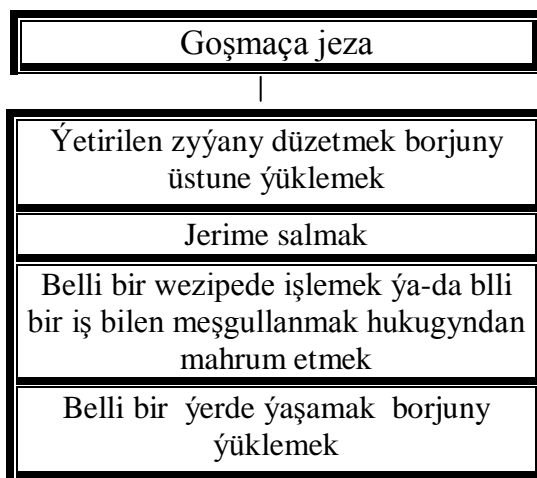 Goşmaça jeza
Ýetirilen zyýany düzetmek borjuny
üstune ýüklemek
Jerime salmak
Belli bir wezipede işlemek ýa-da blli
bir iş bilen meşgullanmak hukugyndan
mahrum etmek
Belli bir ýerde ýaşamak borjuny
ýüklemek